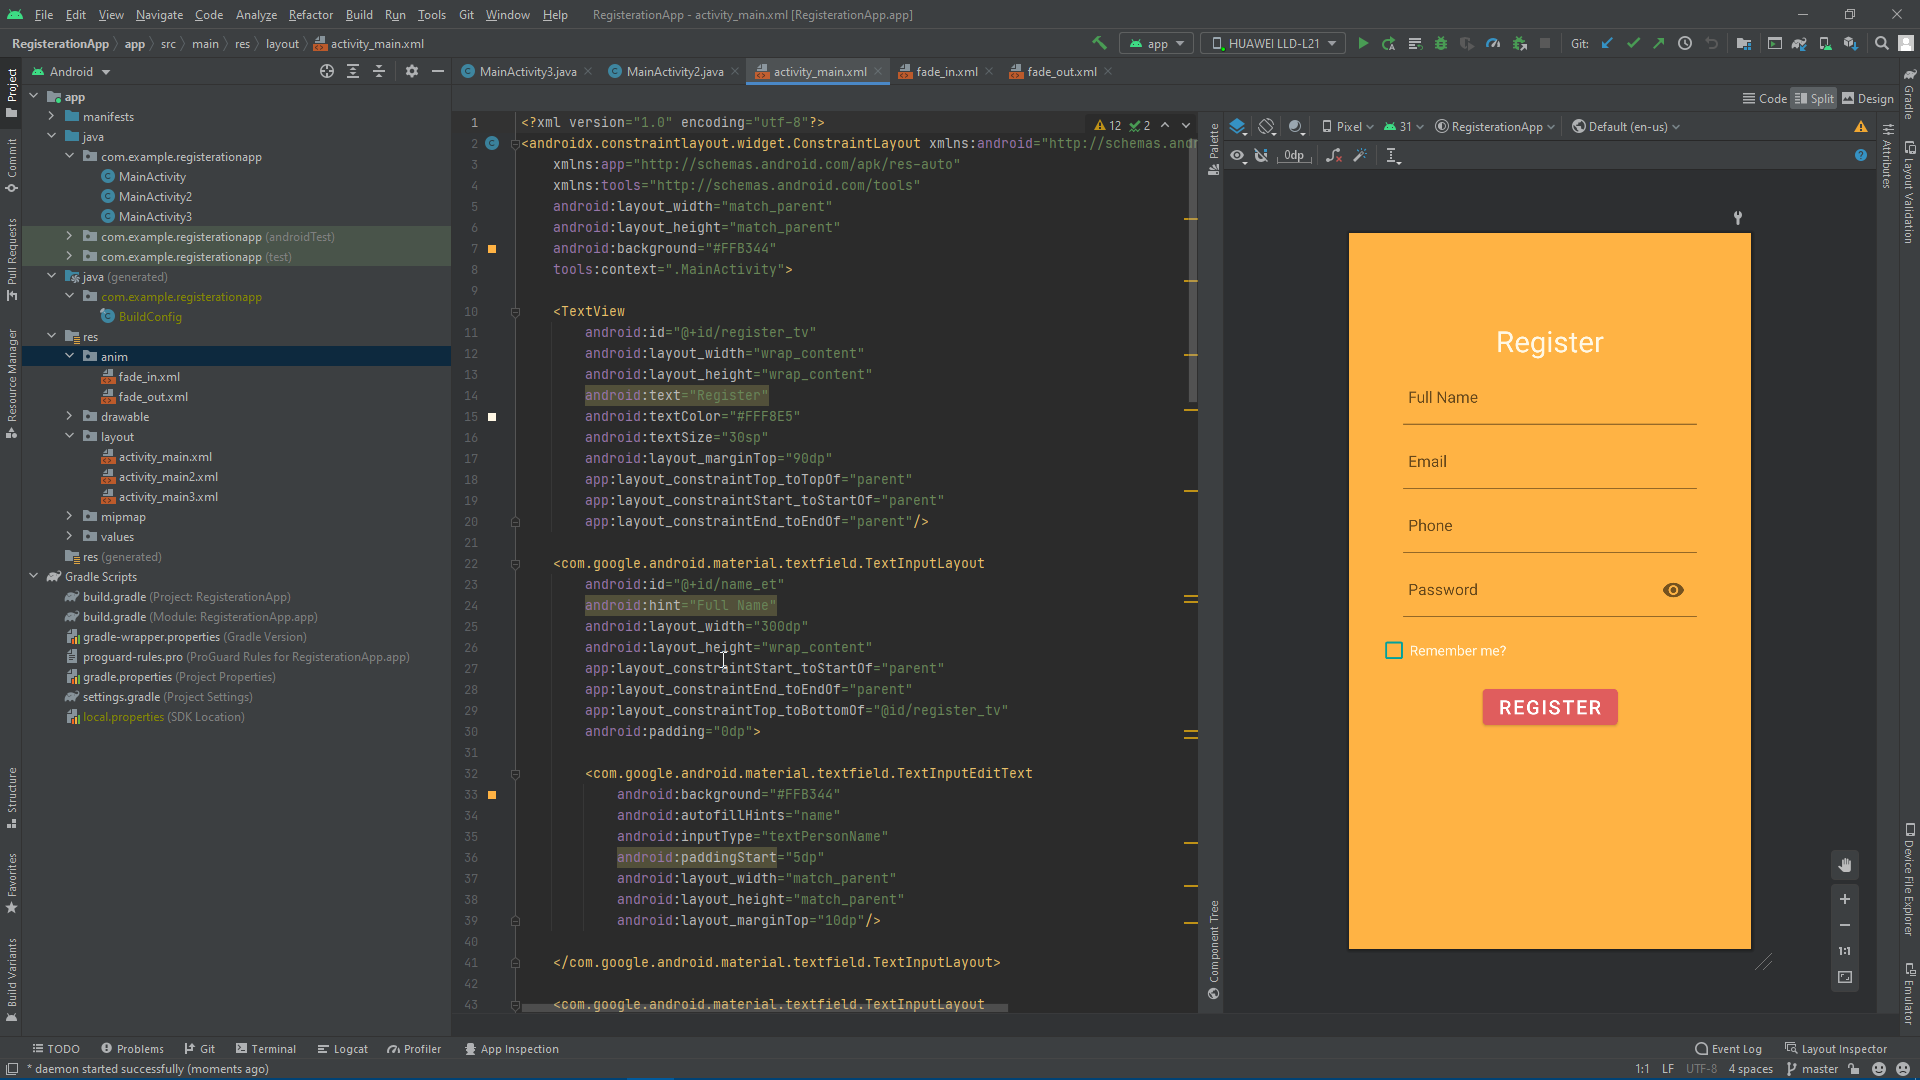 File Edit View Navigate Code Analyze Refactor Build Run Tools Git Window Help RegisterationApp - activity_main.xml [RegisterationApp.app]
RegisterationApp app src main res layout activity_main.xml app HUAWEI LLD-L21 Git:
Android MainActivity3.java MainActivity2.java activity_main.xml fade_in.xml fade_out.xml
Code Split Design
Project
Commit
Pull Requests
Resource Manager
Structure
Favorites
Build Variants
app
manifests
java
com.example.registerationapp
MainActivity
MainActivity2
MainActivity3
com.example.registerationapp (androidTest)
com.example.registerationapp (test)
java (generated)
com.example.registerationapp
BuildConfig
res
anim
fade_in.xml
fade_out.xml
drawable
layout
activity_main.xml
activity_main2.xml
activity_main3.xml
mipmap
values
res (generated)
Gradle Scripts
build.gradle (Project: RegisterationApp)
build.gradle (Module: RegisterationApp.app)
gradle-wrapper.properties (Gradle Version)
proguard-rules.pro (ProGuard Rules for RegisterationApp.app)
gradle.properties (Project Properties)
settings.gradle (Project Settings)
local.properties (SDK Location)
12 2
1 <?xml version="1.0" encoding="utf-8"?>
2 <androidx.constraintlayout.widget.ConstraintLayout xmlns:android="http://schemas.andr
3 xmlns:app="http://schemas.android.com/apk/res-auto"
4 xmlns:tools="http://schemas.android.com/tools"
5 android:layout_width="match_parent"
6 android:layout_height="match_parent"
7 android:background="#FFB344"
8 tools:context=".MainActivity">
9
10 <TextView
11 android:id="@+id/register_tv"
12 android:layout_width="wrap_content"
13 android:layout_height="wrap_content"
14 android:text="Register"
15 android:textColor="#FFF8E5"
16 android:textSize="30sp"
17 android:layout_marginTop="90dp"
18 app:layout_constraintTop_toTopOf="parent"
19 app:layout_constraintStart_toStartOf="parent"
20 app:layout_constraintEnd_toEndOf="parent"/>
21
22 <com.google.android.material.textfield.TextInputLayout
23 android:id="@+id/name_et"
24 android:hint="Full Name"
25 android:layout_width="300dp"
26 android:layout_height="wrap_content"
27 app:layout_constraintStart_toStartOf="parent"
28 app:layout_constraintEnd_toEndOf="parent"
29 app:layout_constraintTop_toBottomOf="@id/register_tv"
30 android:padding="0dp">
31
32 <com.google.android.material.textfield.TextInputEditText
33 android:background="#FFB344"
34 android:autofillHints="name"
35 android:inputType="textPersonName"
36 android:paddingStart="5dp"
37 android:layout_width="match_parent"
38 android:layout_height="match_parent"
39 android:layout_marginTop="10dp"/>
40
41 </com.google.android.material.textfield.TextInputLayout>
42
43 <com.google.android.material.textfield.TextInputLayout
Palette
Component Tree
Pixel 31 RegisterationApp Default (en-us)
0dp
Register
Full Name
Email
Phone
Password
Remember me?
REGISTER
1:1
Attributes
Gradle
Layout Validation
Device File Explorer
Emulator
TODO Problems Git Terminal Logcat Profiler App Inspection Event Log Layout Inspector
* daemon started successfully (moments ago) 1:1 LF UTF-8 4 spaces master